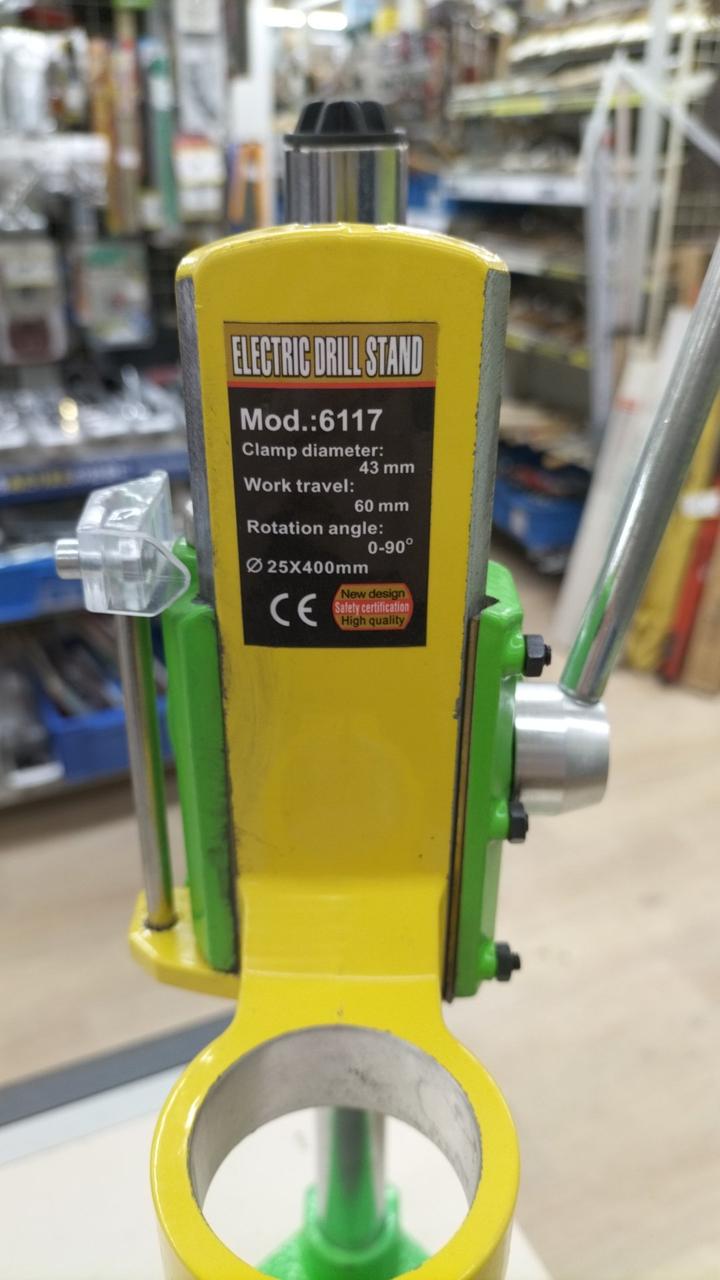 ELECTRIC DRILL STAND
Mod.:6117
Clamp diameter:
43 mm
Work travel:
60 mm
Rotation angle:
0-90°
Ø 25X400mm
CE
New design
Safety certification
High quality